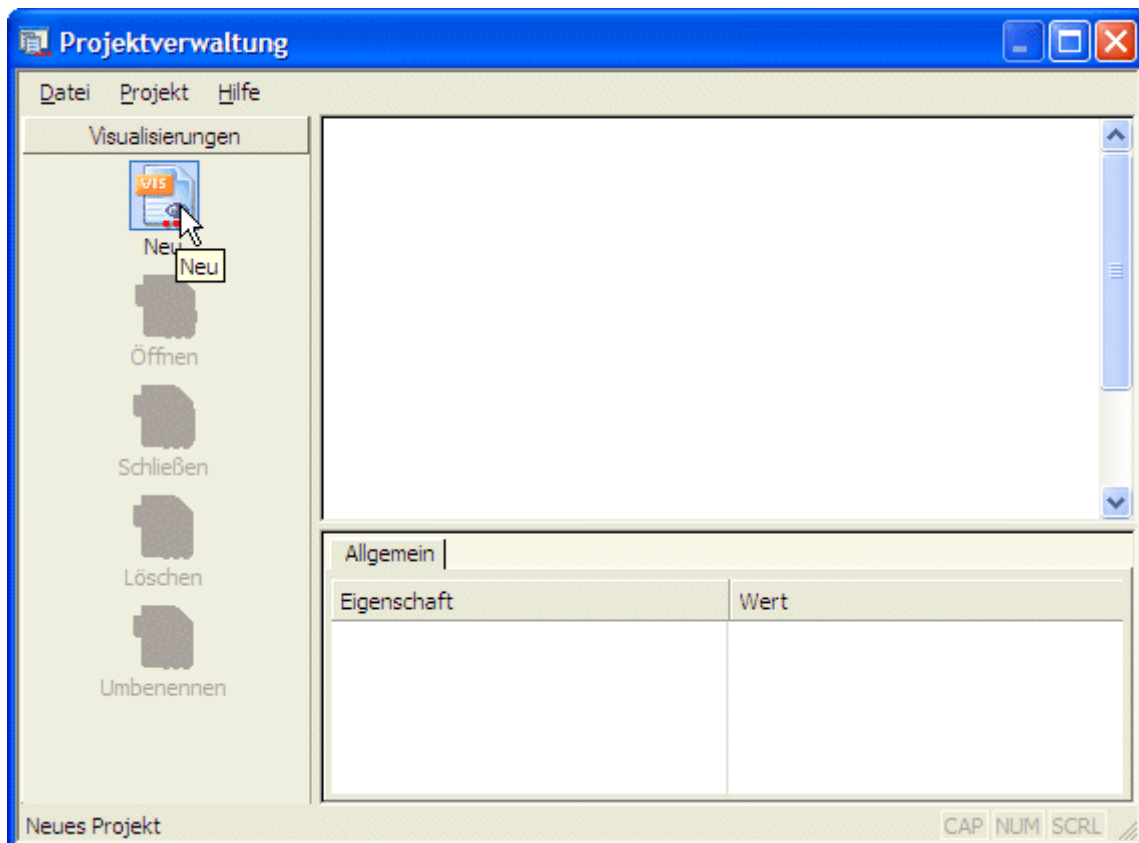 Projektverwaltung
Datei Projekt Hilfe
Visualisierungen
VIS
Neu
Neu
Öffnen
Schließen
Löschen
Umbenennen
Allgemein
Eigenschaft Wert
Neues Projekt CAP NUM SCRL